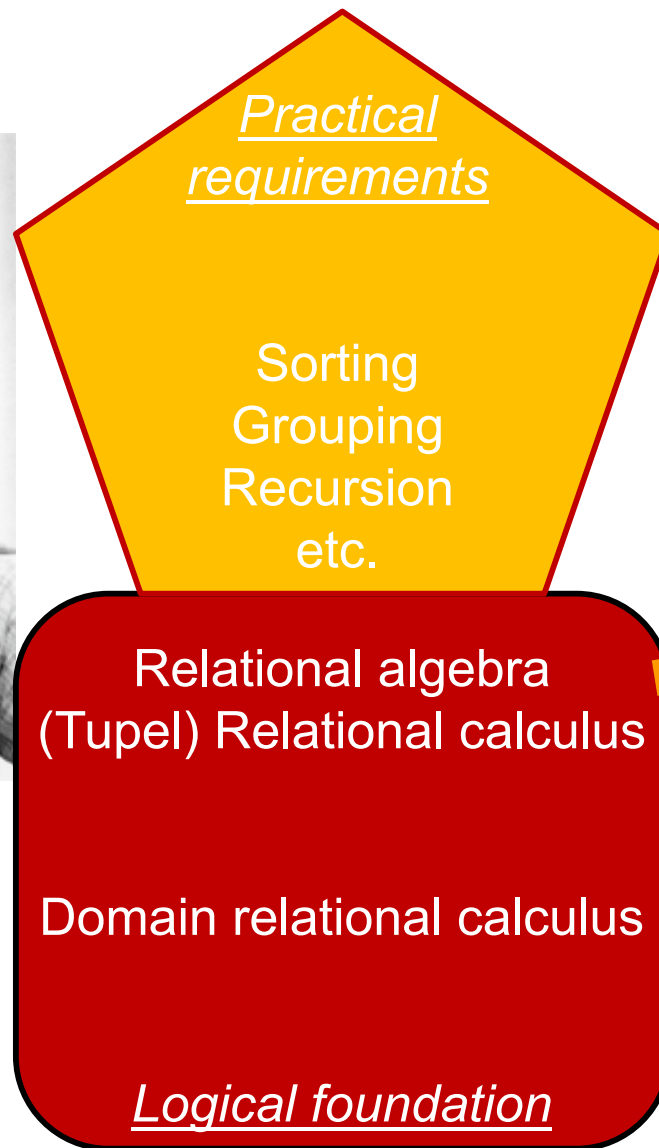 Practical
requirements
Sorting
Grouping
Recursion
etc.
Relational algebra
(Tupel) Relational calculus
Domain relational calculus
Logical foundation